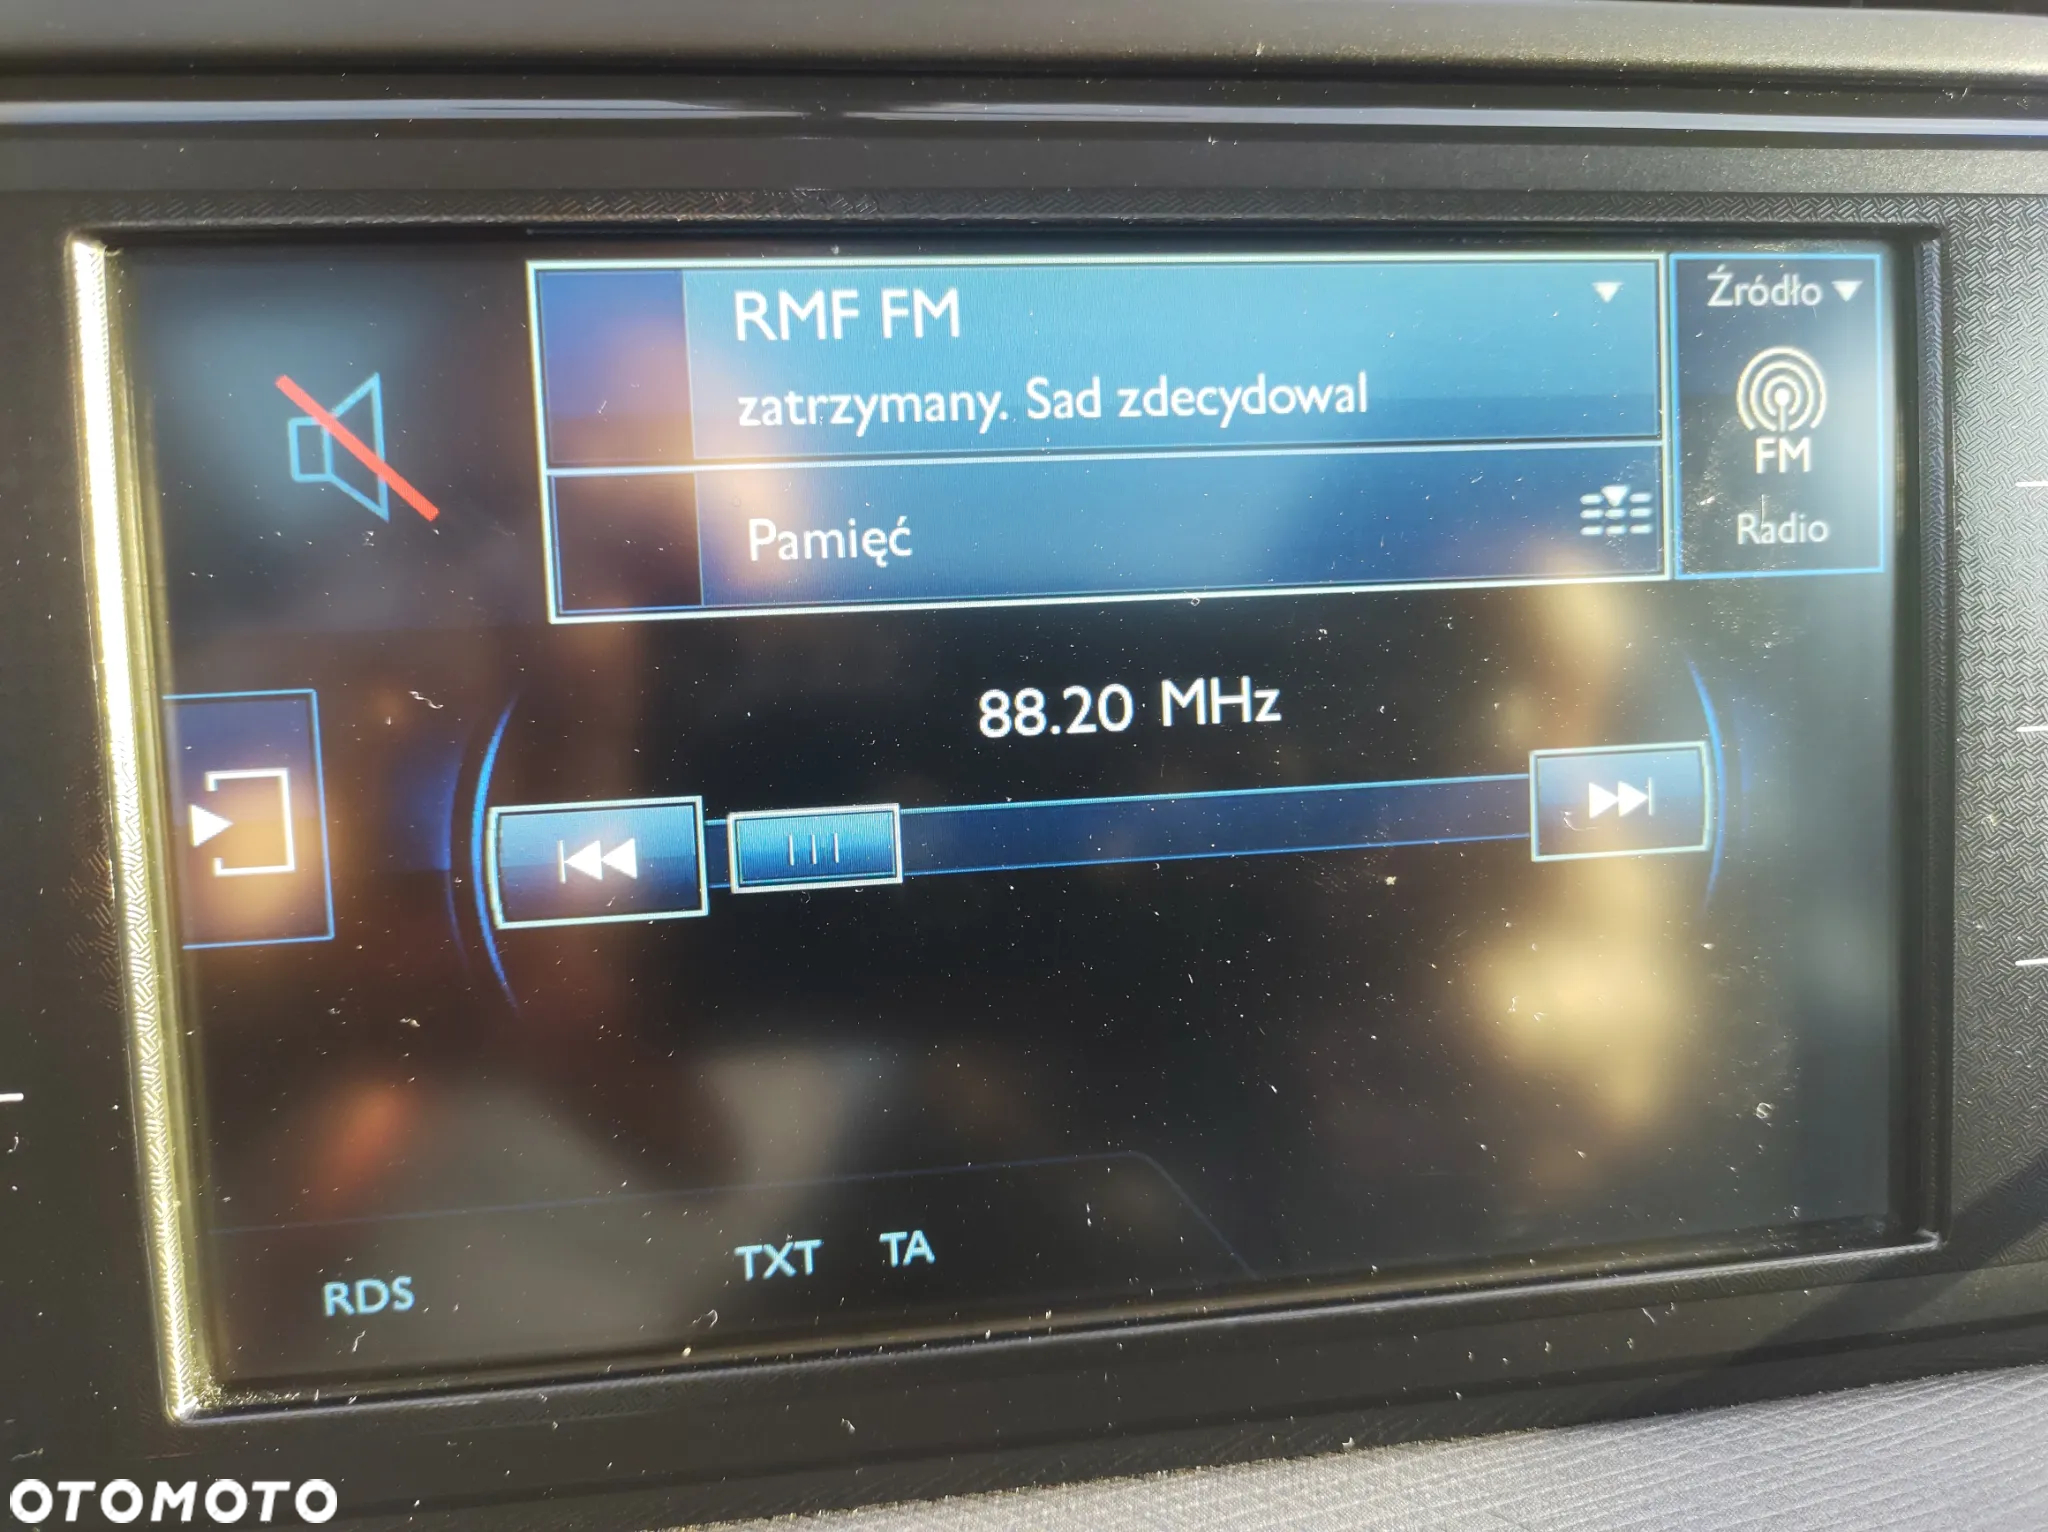 RMF FM
zatrzymany. Sad zdecydowal
Pamięć
Źródło
FM
Radio
88.20 MHz
RDS
TXT
TA
OTOMOTO